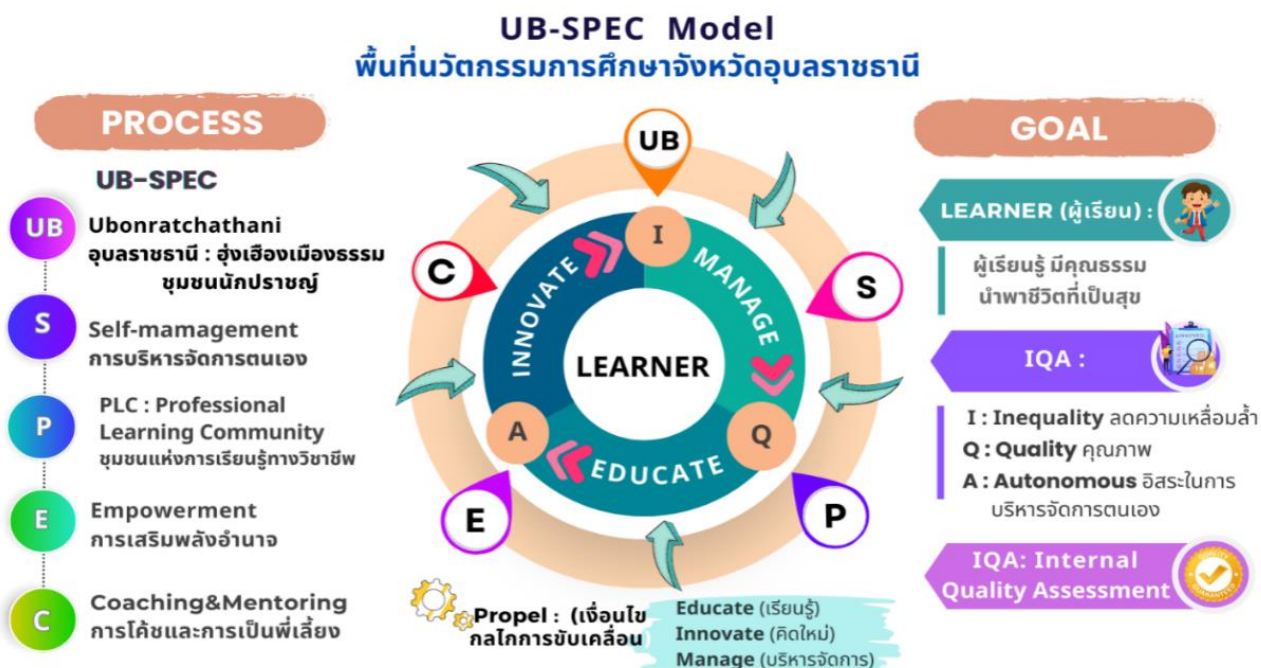 UB-SPEC Model
พื้นที่นวัตกรรมการศึกษาจังหวัดอุบลราชธานี
PROCESS
UB-SPEC
UB
Ubonratchathani
อุบลราชธานี : ฮุ่งเฮืองเมืองธรรม
ชุมชนนักปราชญ์
S
Self-mamagement
การบริหารจัดการตนเอง
P
PLC : Professional
Learning Community
ชุมชนแห่งการเรียนรู้ทางวิชาชีพ
E
Empowerment
การเสริมพลังอำนาจ
C
Coaching&Mentoring
การโค้ชและการเป็นพี่เลี้ยง
UB
C
S
E
P
I
A
Q
INNOVATE
MANAGE
EDUCATE
LEARNER
Propel : (เงื่อนไข
กลไกการขับเคลื่อน)
Educate (เรียนรู้)
Innovate (คิดใหม่)
Manage (บริหารจัดการ)
GOAL
LEARNER (ผู้เรียน) :
ผู้เรียนรู้ มีคุณธรรม
นำพาชีวิตที่เป็นสุข
IQA :
I : Inequality ลดความเหลื่อมล้ำ
Q : Quality คุณภาพ
A : Autonomous อิสระในการ
บริหารจัดการตนเอง
IQA: Internal
Quality Assessment